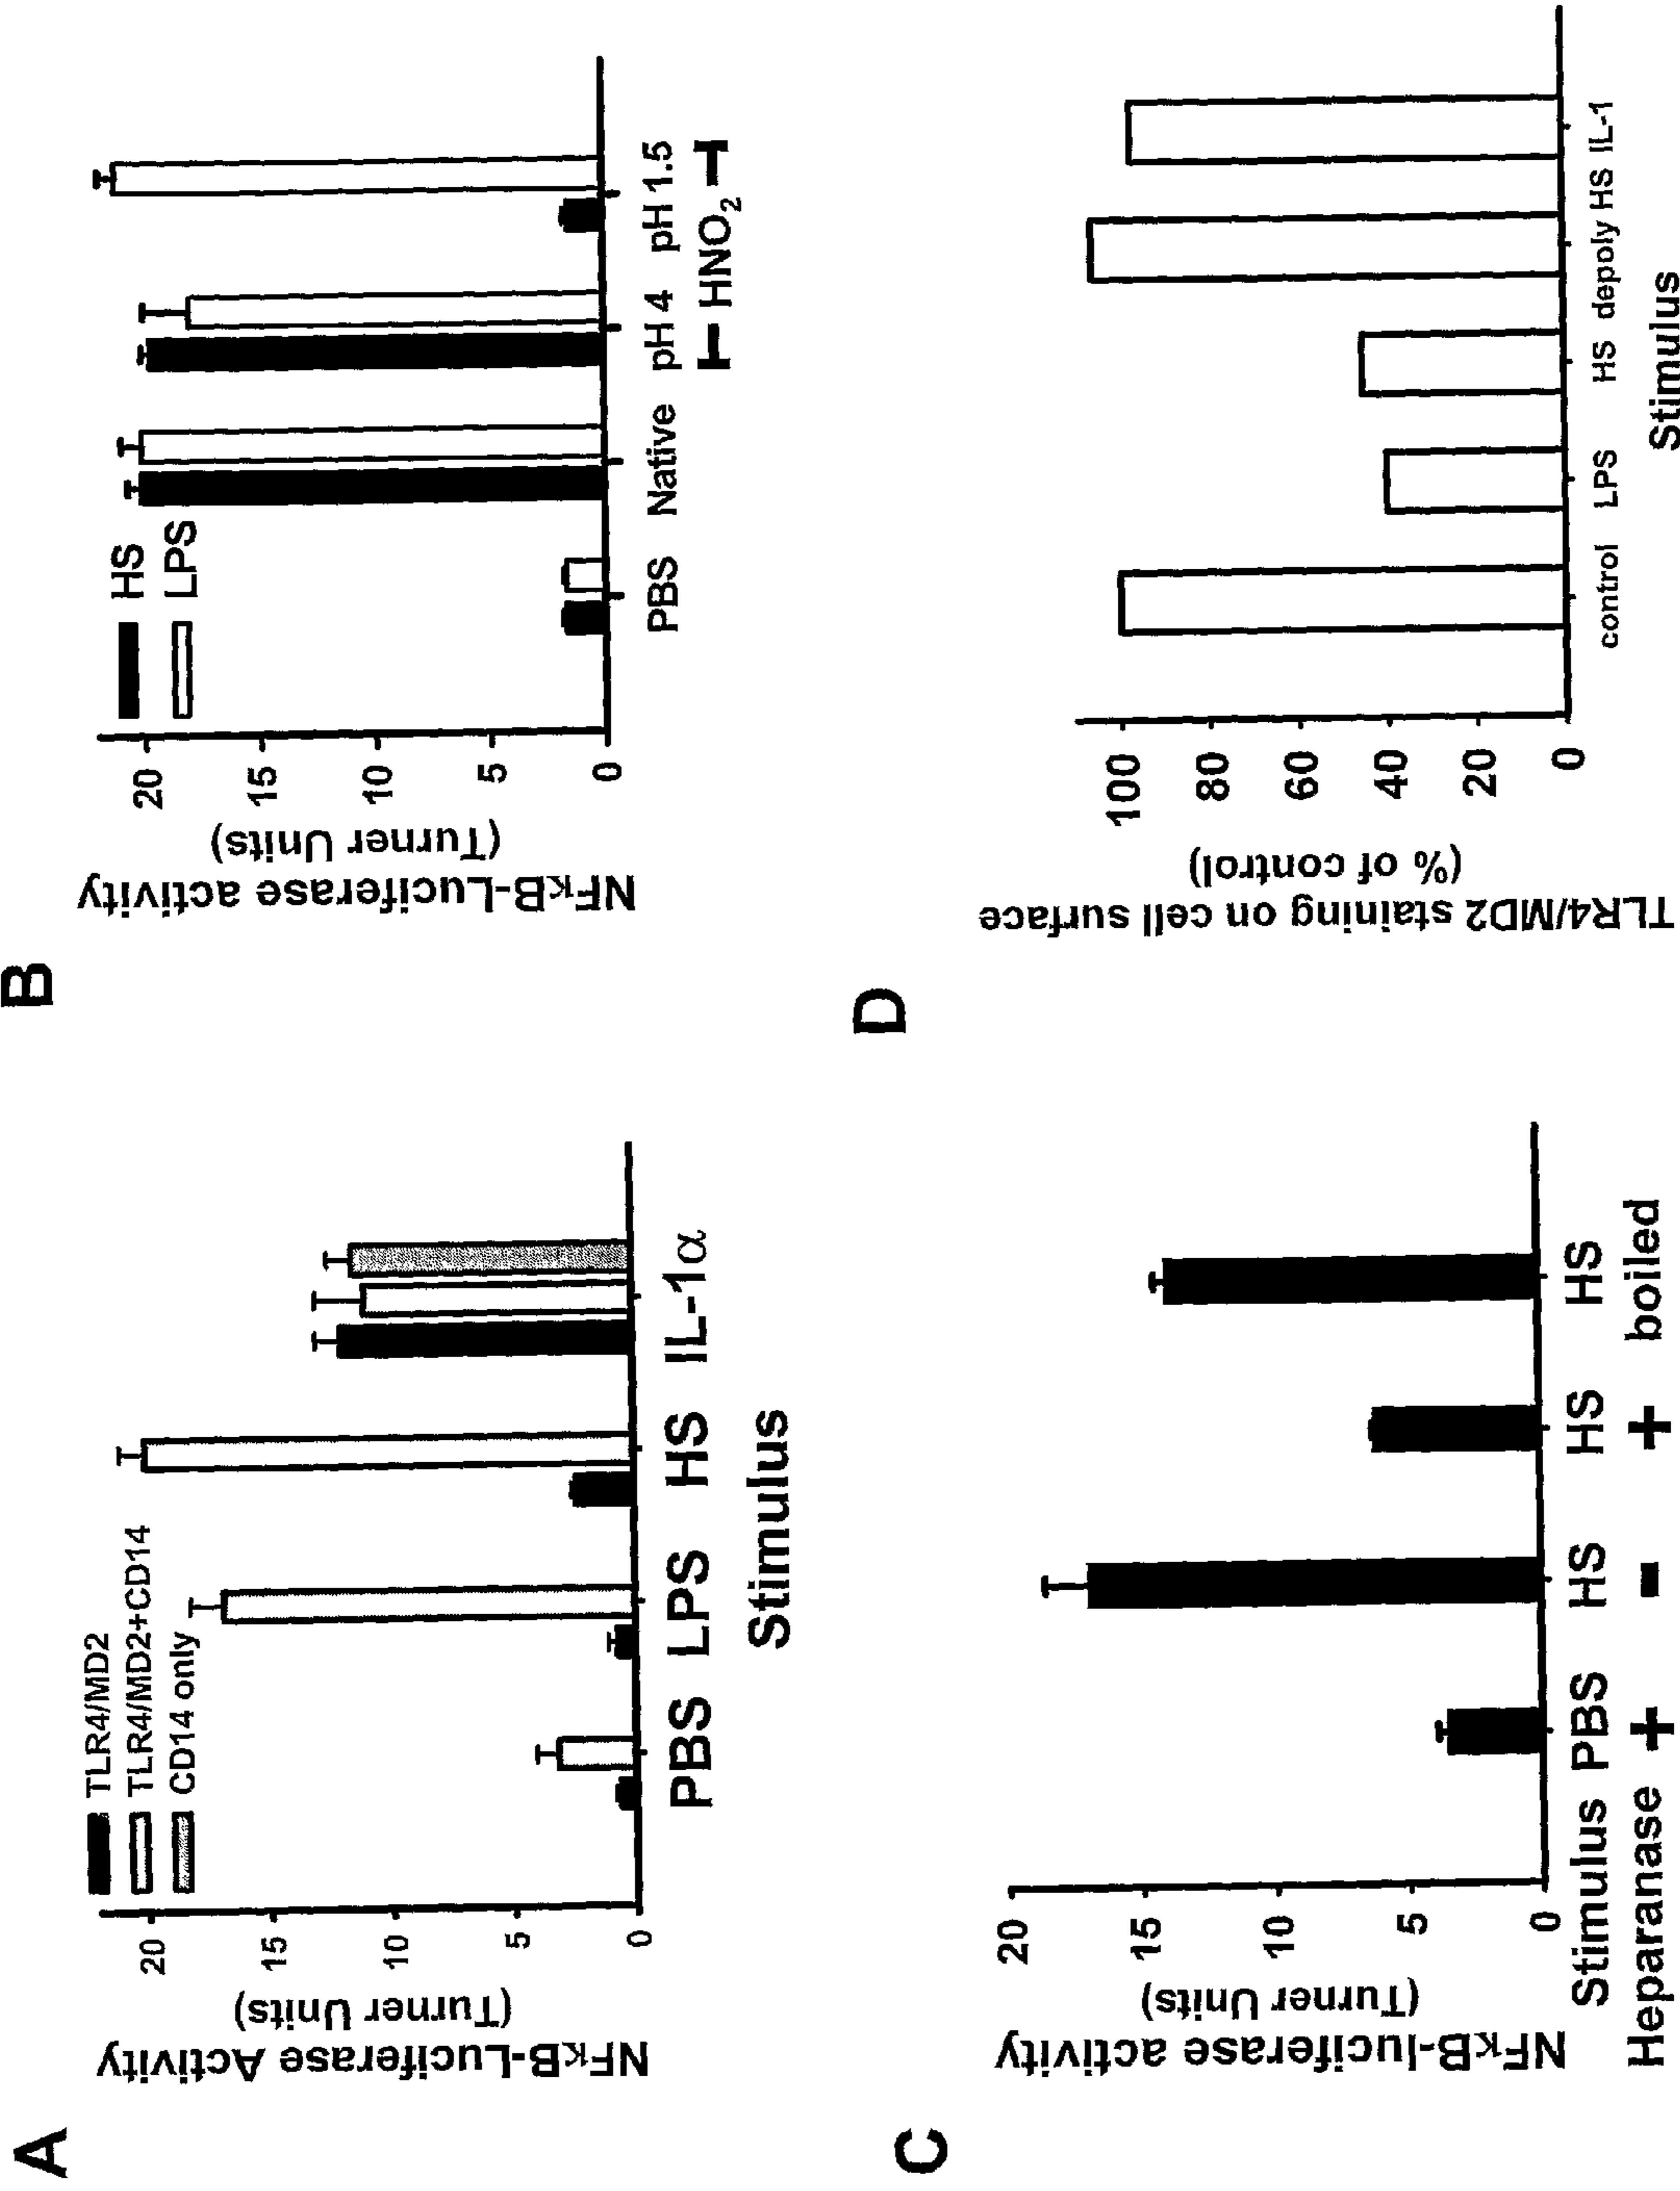 A
NFκB-Luciferase Activity
(Turner Units)
20
15
10
5
0
TLR4/MD2
TLR4/MD2+CD14
CD14 only
PBS LPS HS IL-1α
Stimulus
B
NFκB-Luciferase activity
(Turner Units)
20
15
10
5
0
HS
LPS
PBS Native pH 4 pH 1.5
HNO₂
C
NFκB-luciferase activity
(Turner Units)
20
15
10
5
0
Stimulus PBS HS HS HS
Heparanase + - + boiled
D
TLR4/MD2 staining on cell surface
(% of control)
100
80
60
40
20
0
control LPS HS depoly HS IL-1
Stimulus